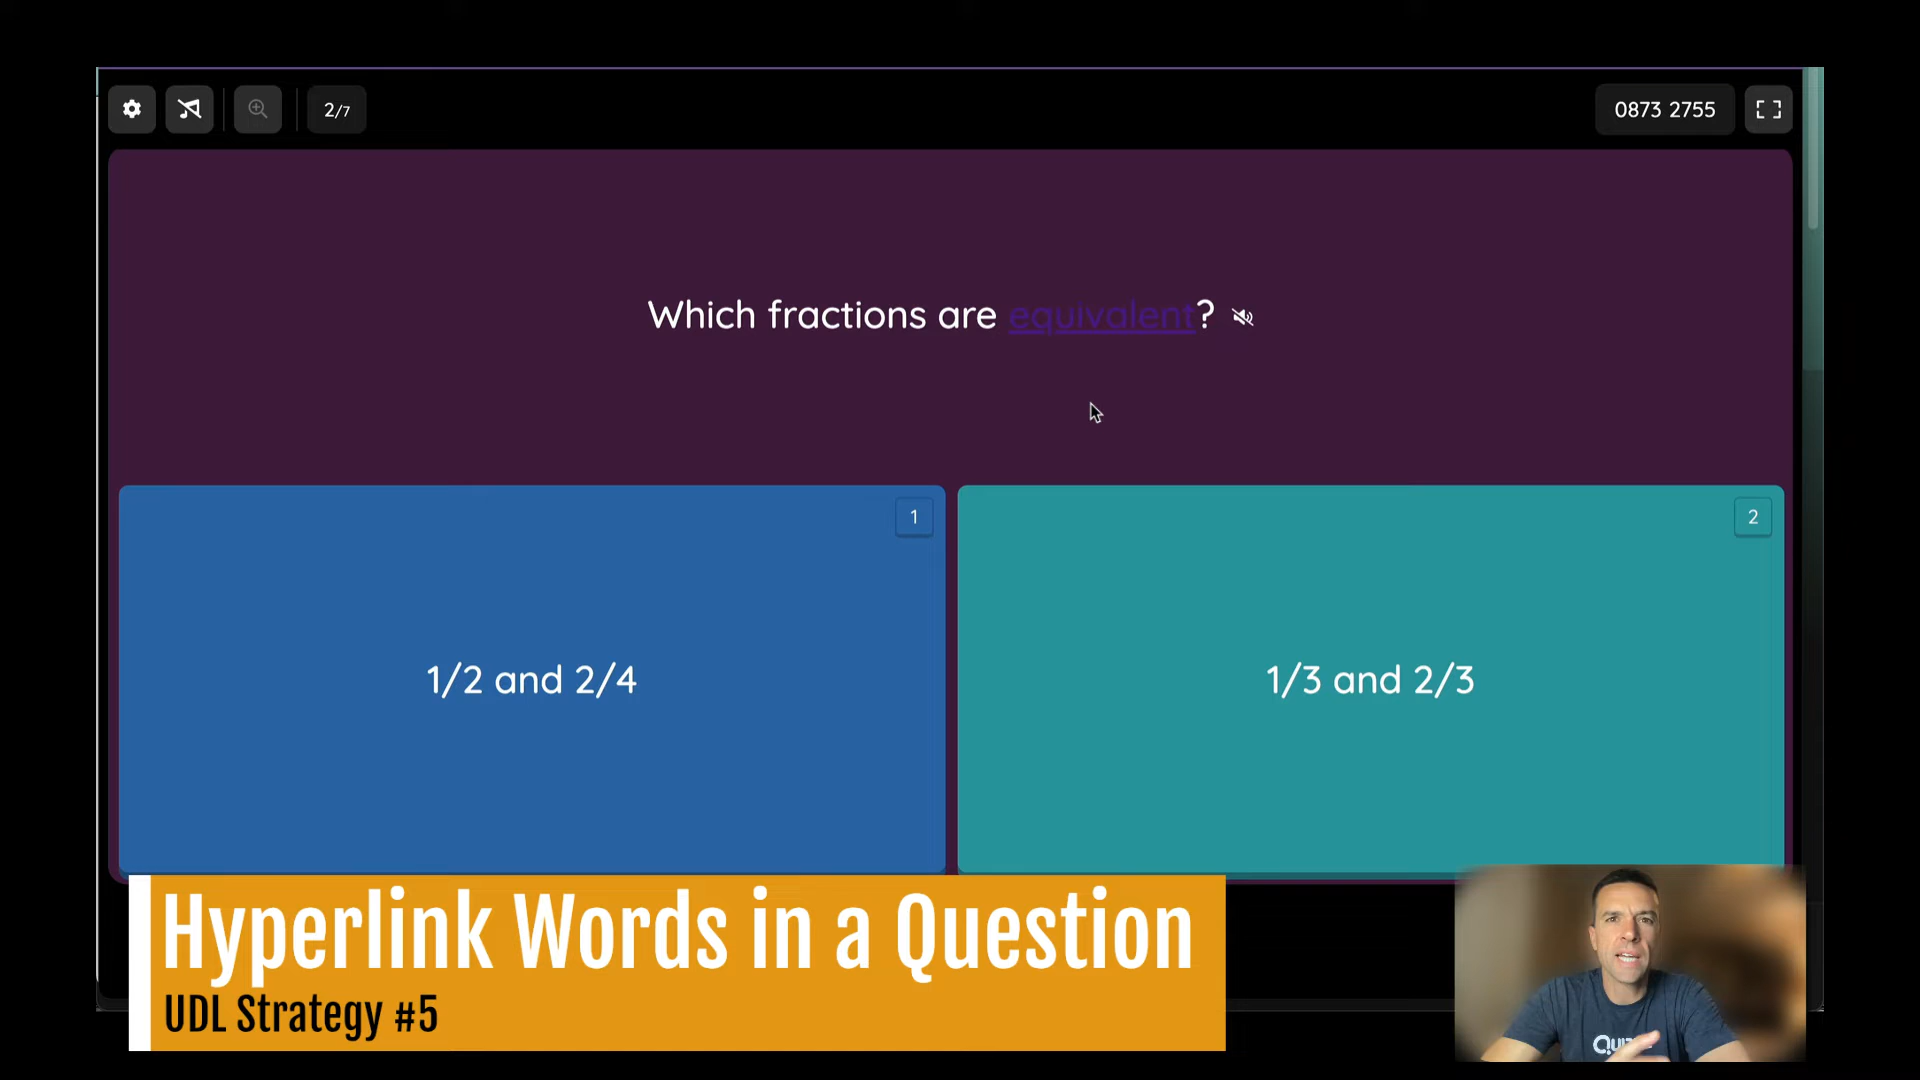 2/7
0873 2755
Which fractions are equivalent?
1
2
1/2 and 2/4
1/3 and 2/3
Hyperlink Words in a Question
UDL Strategy #5